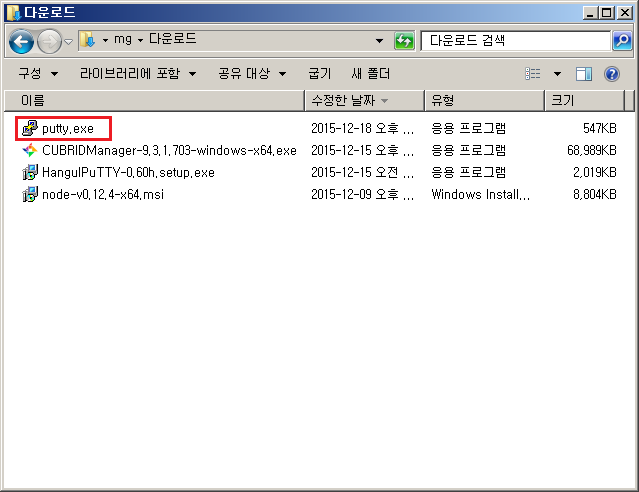 다운로드
mg 다운로드 다운로드 검색
구성 라이브러리에 포함 공유 대상 굽기 새 폴더
이름 수정한 날짜 유형 크기
putty.exe 2015-12-18 오후 ... 응용 프로그램 547KB
CUBRIDManager-9.3.1.703-windows-x64.exe 2015-12-15 오후 ... 응용 프로그램 68,989KB
HangulPuTTY-0.60h.setup.exe 2015-12-15 오전 ... 응용 프로그램 2,019KB
node-v0.12.4-x64.msi 2015-12-09 오후 ... Windows Install... 8,804KB